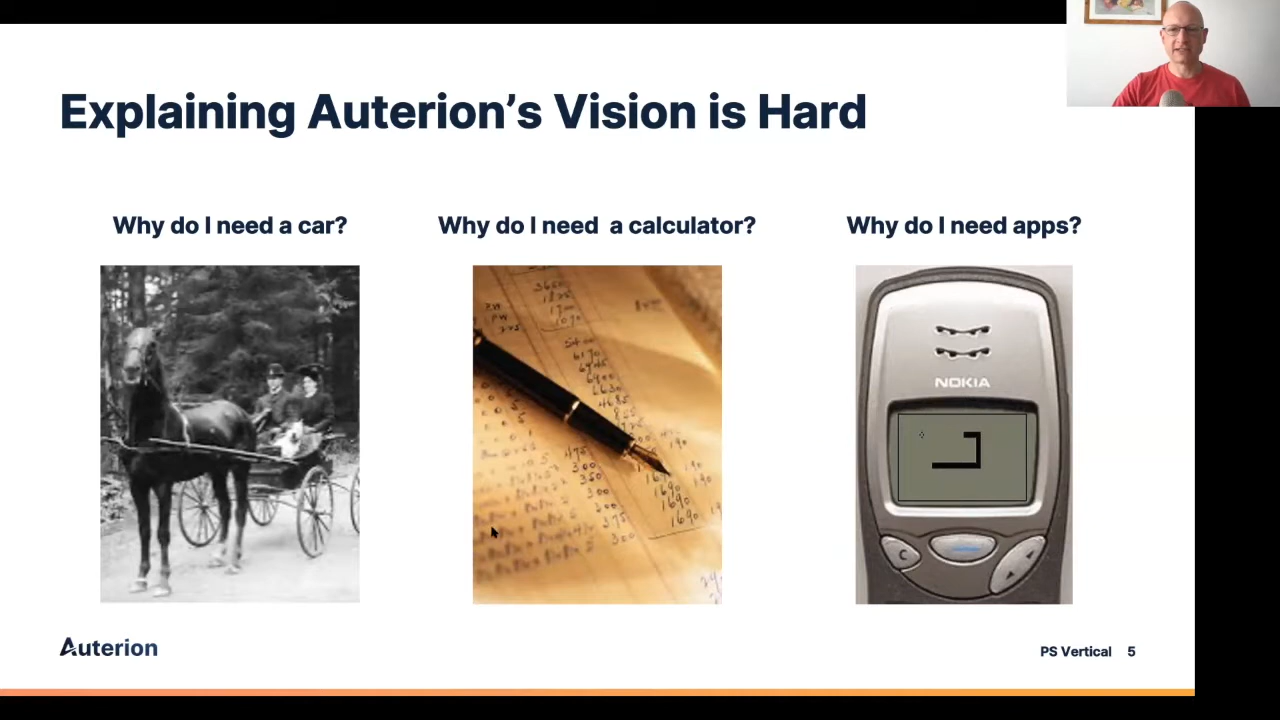 Explaining Auterion's Vision is Hard
Why do I need a car?
Why do I need  a calculator?
Why do I need apps?
NOKIA
C
Auterion
PS Vertical 5